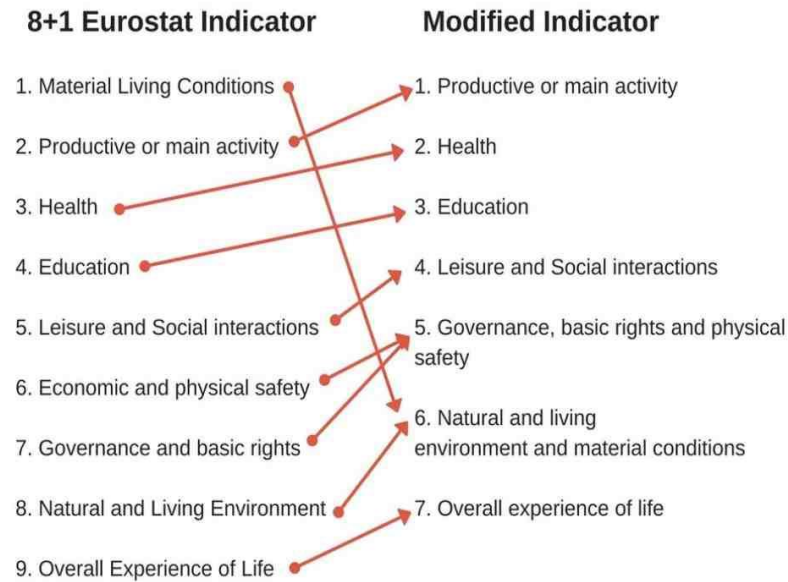 8+1 Eurostat Indicator
1. Material Living Conditions
2. Productive or main activity
3. Health
4. Education
5. Leisure and Social interactions
6. Economic and physical safety
7. Governance and basic rights
8. Natural and Living Environment
9. Overall Experience of Life
Modified Indicator
1. Productive or main activity
2. Health
3. Education
4. Leisure and Social interactions
5. Governance, basic rights and physical
safety
6. Natural and living
environment and material conditions
7. Overall experience of life